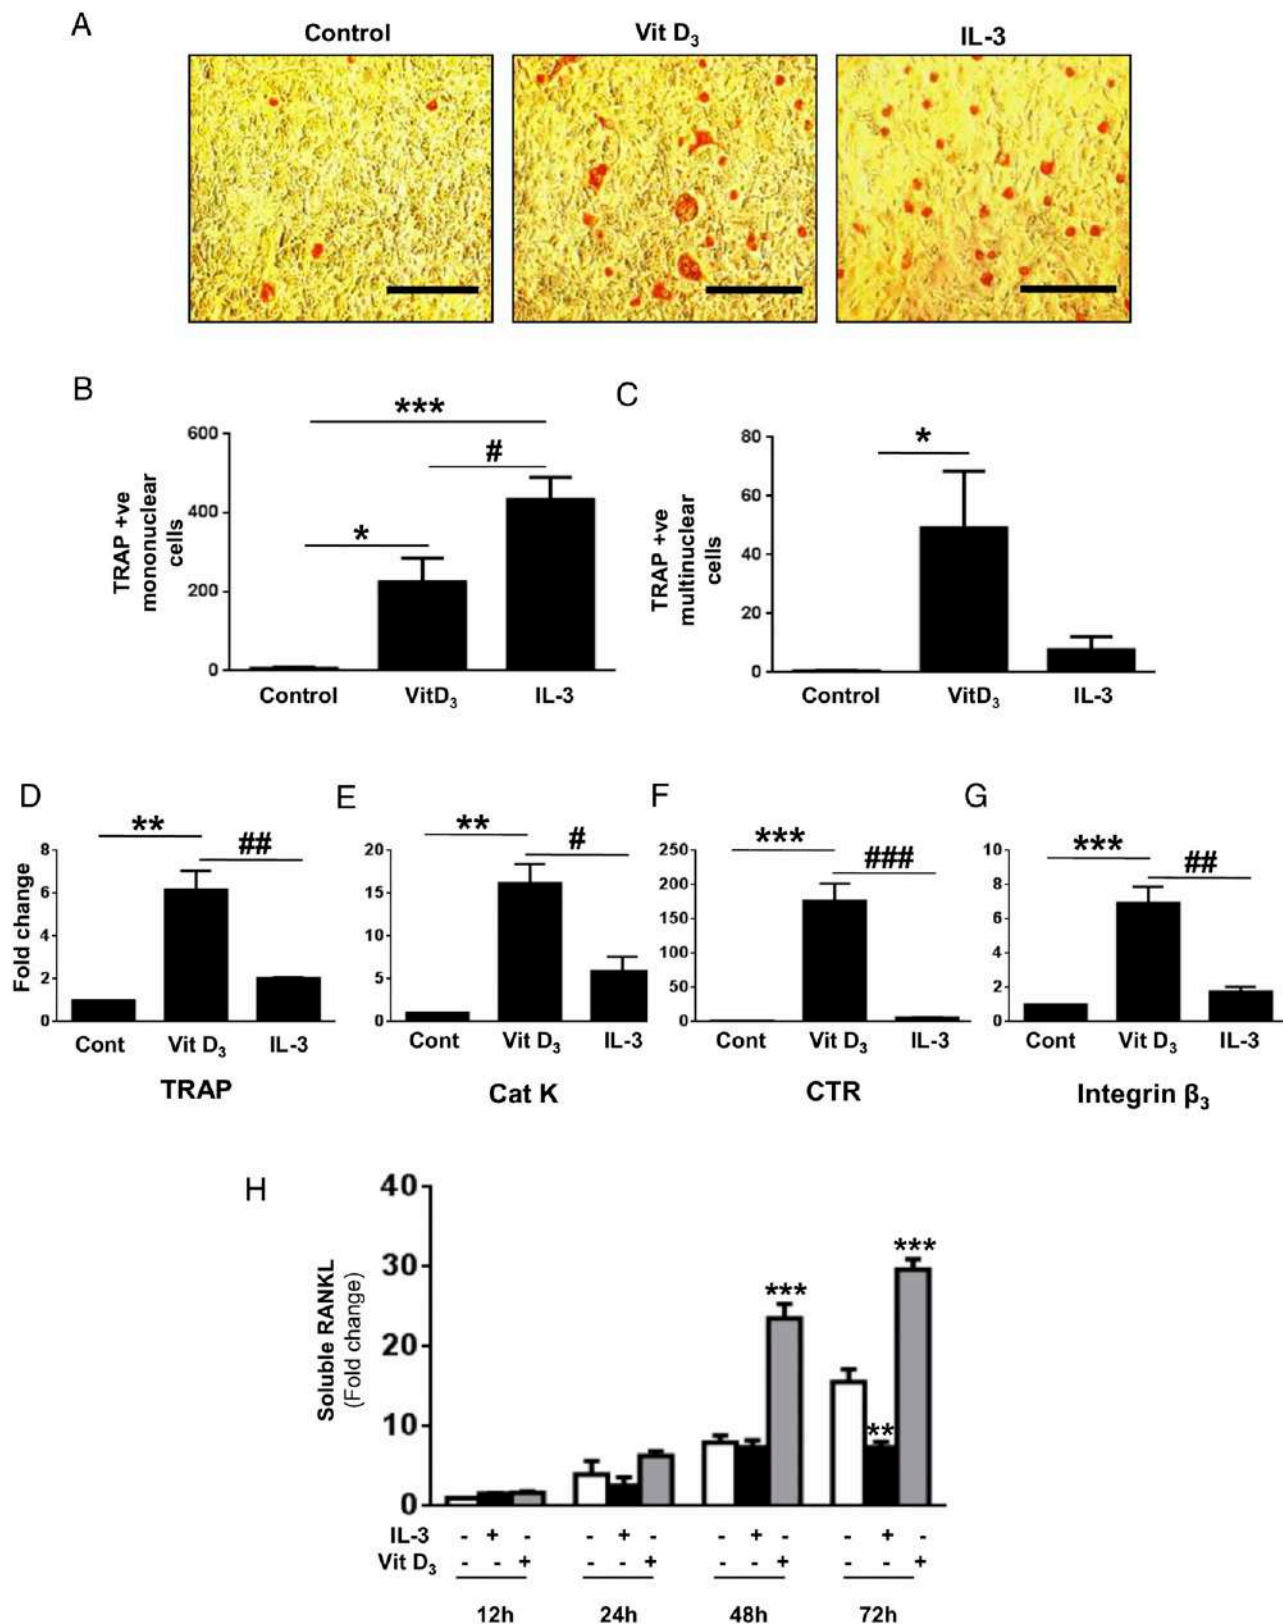 A
Control
Vit D3
IL-3
B
***
#
*
600
400
200
0
TRAP +ve
mononuclear
cells
Control
VitD3
IL-3
C
*
80
60
40
20
0
TRAP +ve
multinuclear
cells
Control
VitD3
IL-3
D
**
##
8
6
4
2
0
Fold change
Cont
Vit D3
IL-3
TRAP
E
**
#
20
15
10
5
0
Cont
Vit D3
IL-3
Cat K
F
***
###
250
200
150
100
50
0
Cont
Vit D3
IL-3
CTR
G
***
##
10
8
6
4
2
0
Cont
Vit D3
IL-3
Integrin β3
H
40
30
20
10
0
Soluble RANKL
(Fold change)
***
***
**
IL-3 - + - - + - - + - - + -
Vit D3 - - + - - + - - + - - +
12h 24h 48h 72h